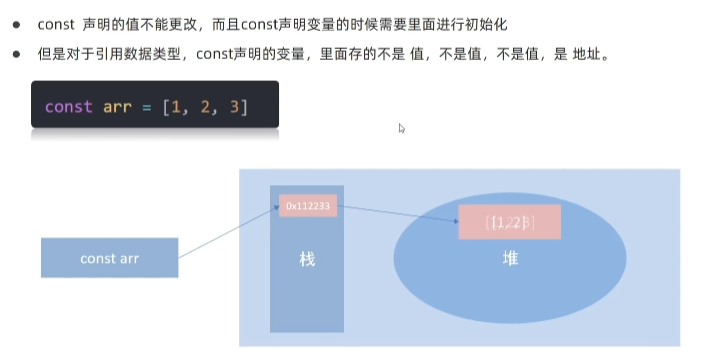 const 声明的值不能更改，而且const声明变量的时候需要里面进行初始化
但是对于引用数据类型，const声明的变量，里面存的不是 值，不是值，不是值，是 地址。
const arr = [1, 2, 3]
0x112233
const arr
栈
堆